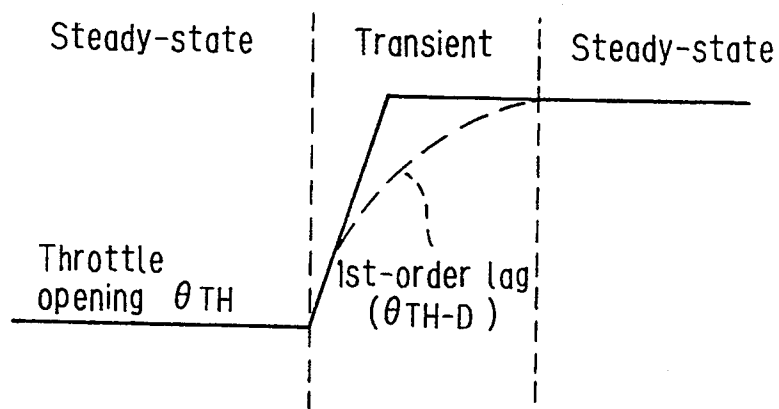 Steady-state
Transient
Steady-state
Throttle
opening θTH
1st-order lag
(θTH-D )